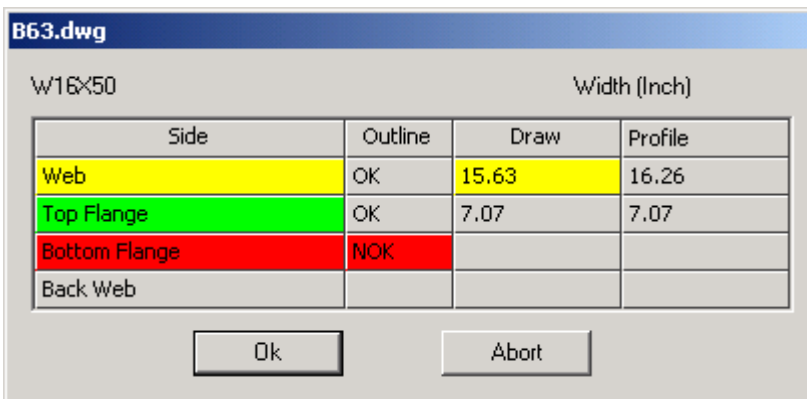 B63.dwg
W16X50 Width (Inch)
Side Outline Draw Profile
Web OK 15.63 16.26
Top Flange OK 7.07 7.07
Bottom Flange NOK
Back Web
Ok Abort